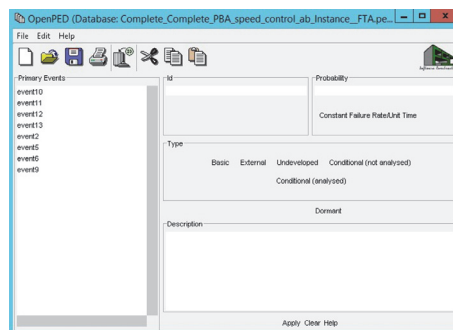 OpenPED (Database: Complete_Complete_PBA_speed_control_ab_Instance__FTA.pe...
File Edit Help
Primary Events
event10
event11
event12
event13
event2
event5
event6
event9
Id
Probability
Constant Failure Rate/Unit Time
Type
Basic External Undeveloped Conditional (not analysed)
Conditional (analysed)
Dormant
Description
Apply Clear Help